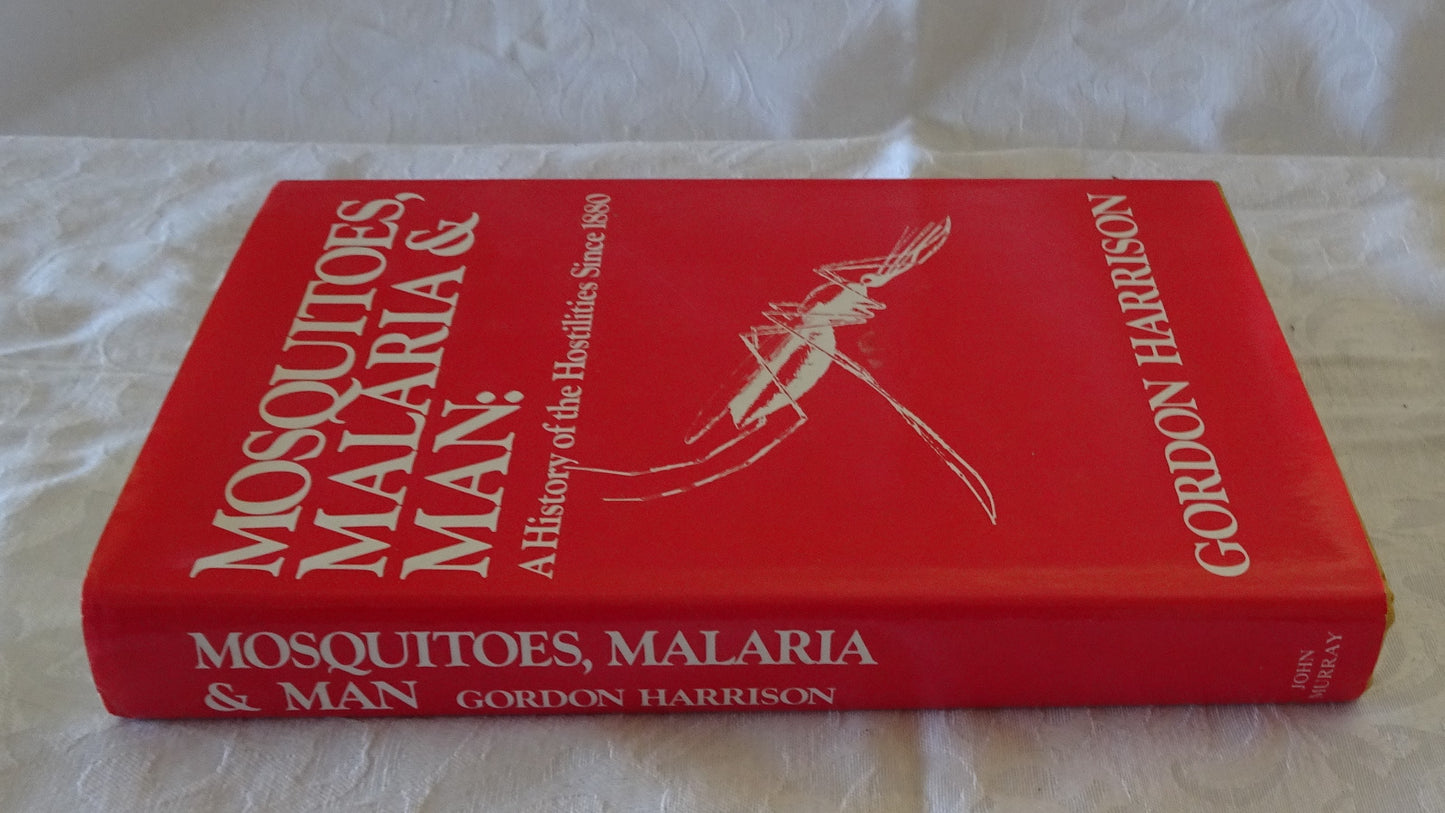 MOSQUITOES,
MALARIA &
MAN:
A History of the Hostilities Since 1880
GORDON HARRISON
MOSQUITOES, MALARIA
& MAN GORDON HARRISON
JOHN
MURRAY